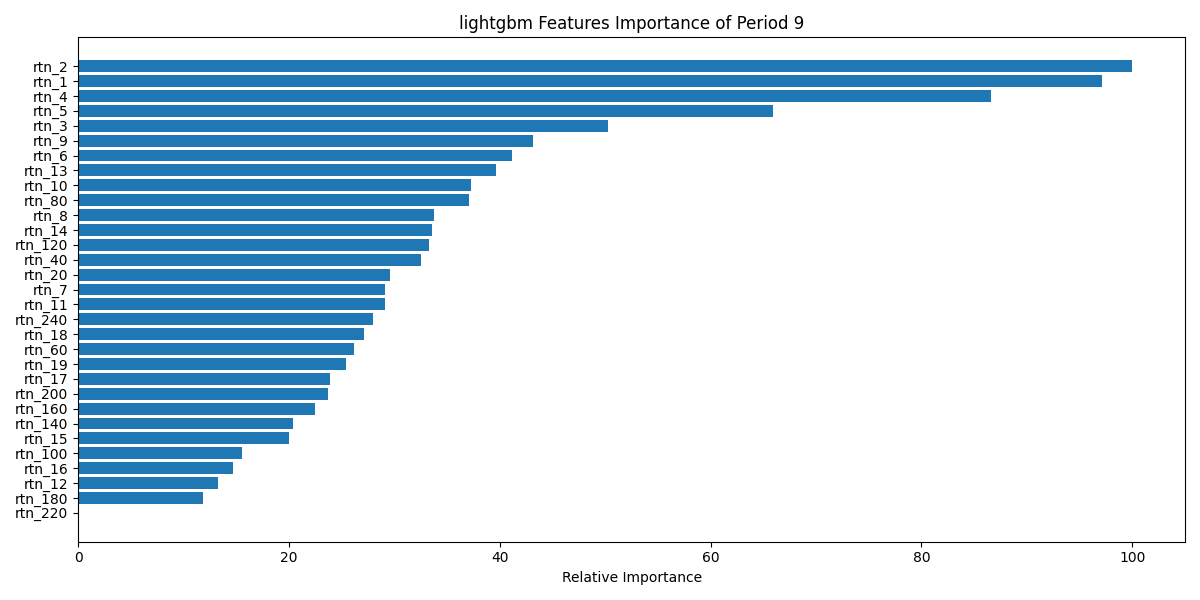 lightgbm Features Importance of Period 9
rtn_2
rtn_1
rtn_4
rtn_5
rtn_3
rtn_9
rtn_6
rtn_13
rtn_10
rtn_80
rtn_8
rtn_14
rtn_120
rtn_40
rtn_20
rtn_7
rtn_11
rtn_240
rtn_18
rtn_60
rtn_19
rtn_17
rtn_200
rtn_160
rtn_140
rtn_15
rtn_100
rtn_16
rtn_12
rtn_180
rtn_220
0 20 40 60 80 100
Relative Importance